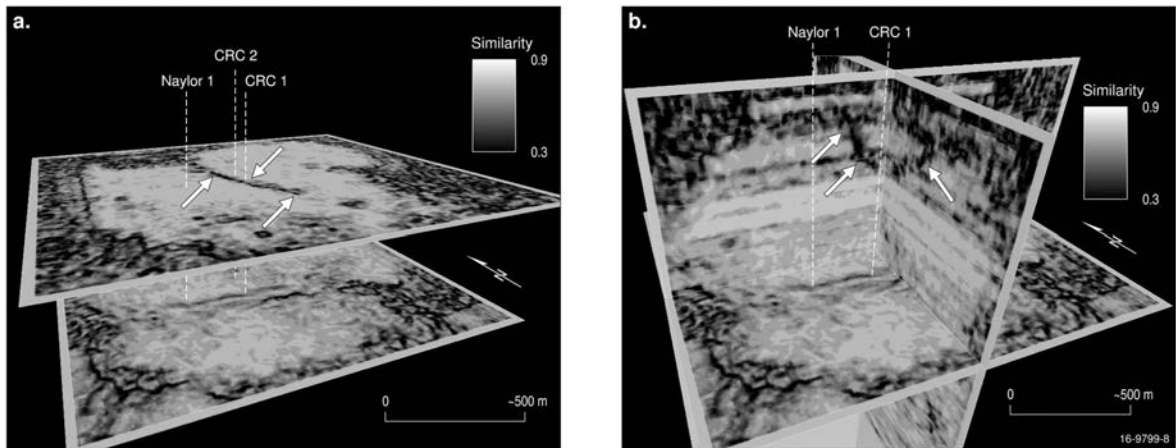 a.
Similarity
0.9
0.3
CRC 2
Naylor 1
CRC 1
N
0
~500 m
b.
Naylor 1
CRC 1
Similarity
0.9
0.3
N
0
~500 m
16-9799-8